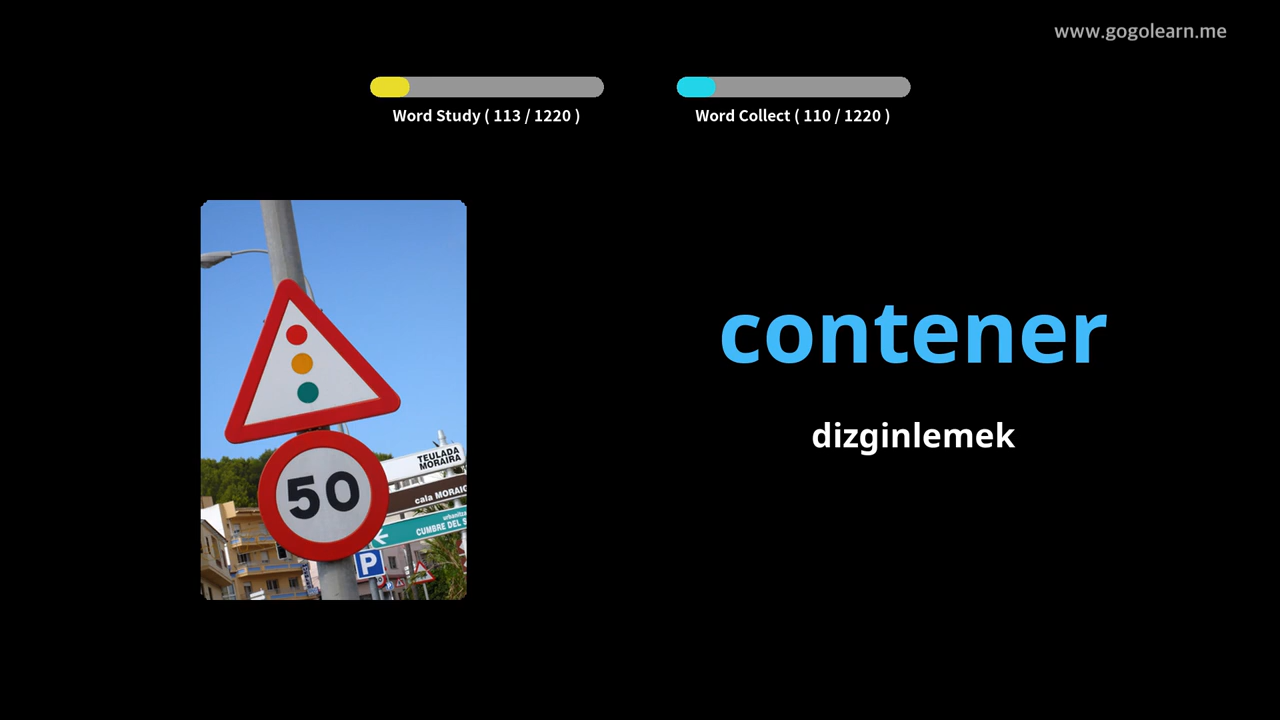 www.gogolearn.me
Word Study ( 113 / 1220 )
Word Collect ( 110 / 1220 )
contener
dizginlemek
50
TEULADA
MORAIRA
cala
urbanitza
CUMBRE DEL
P